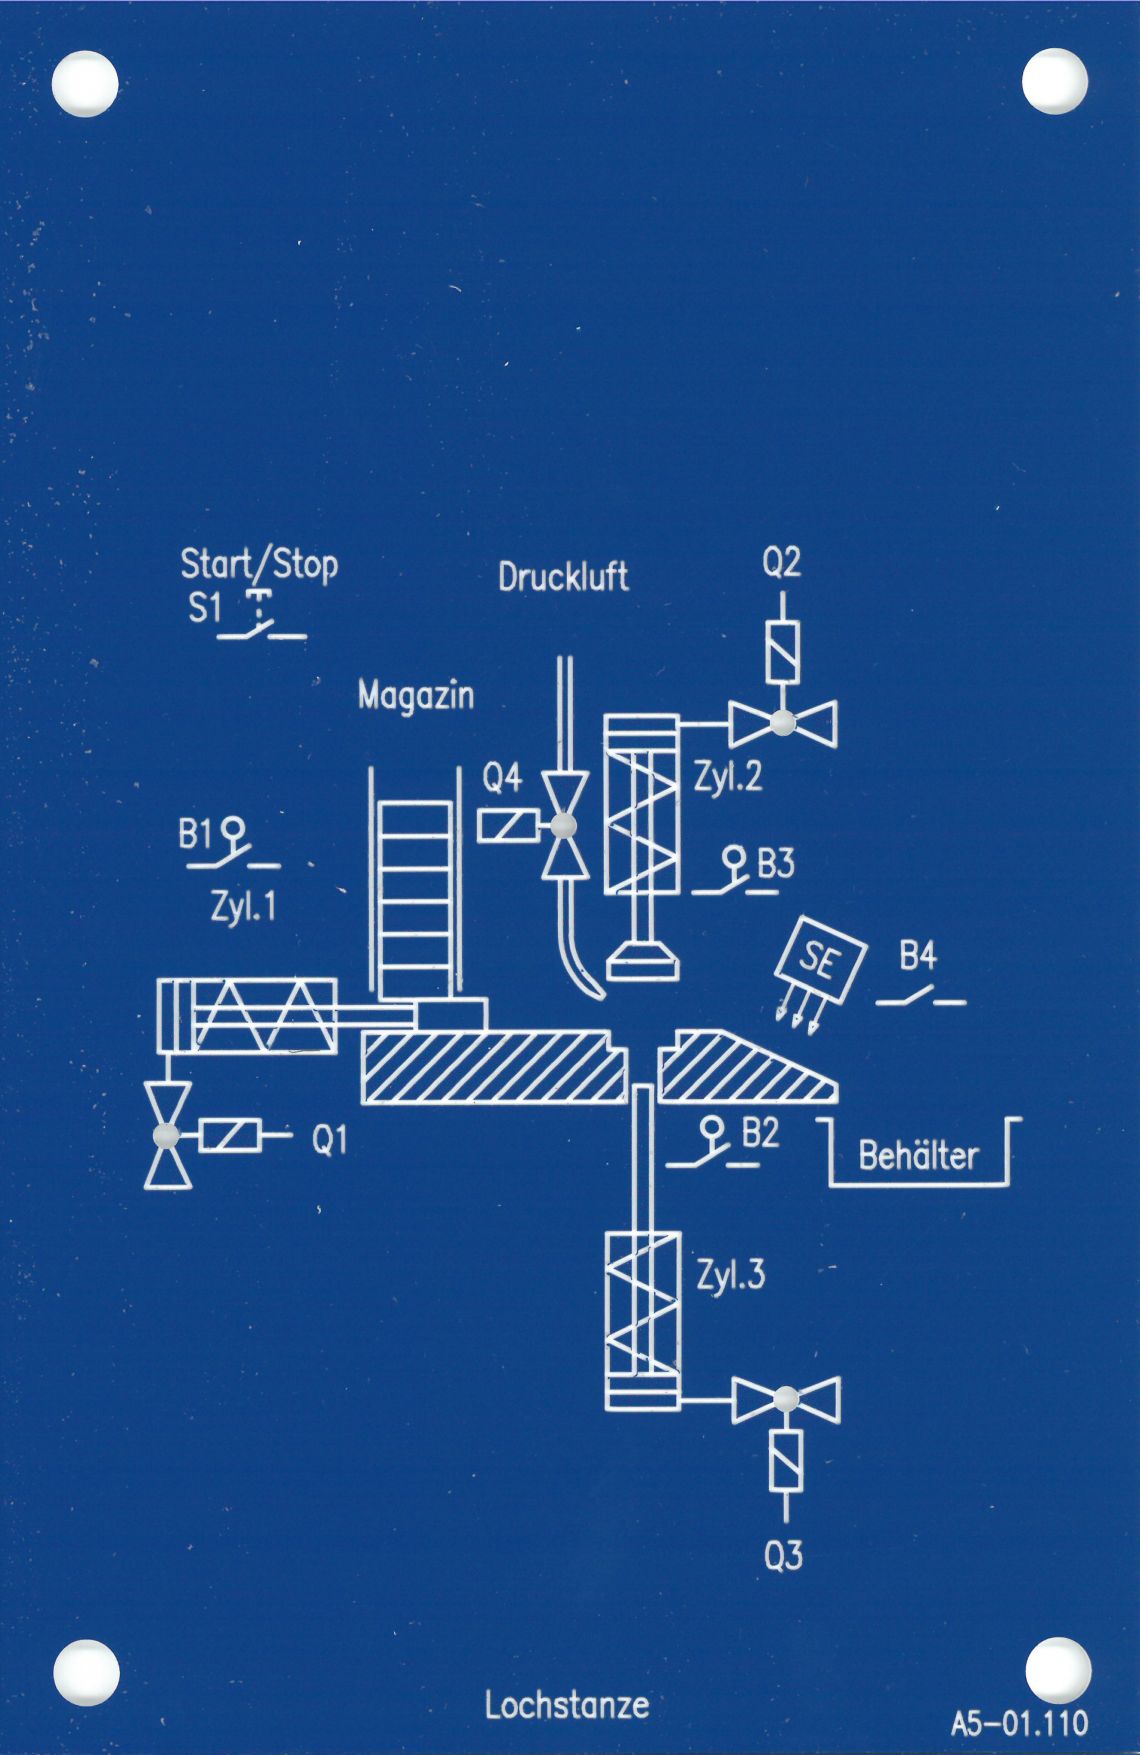 Start/Stop
S1
Druckluft
Q2
Magazin
Q4
Zyl.2
B1
B3
Zyl.1
SE
B4
Q1
B2
Behälter
Zyl.3
Q3
Lochstanze
A5-01.110